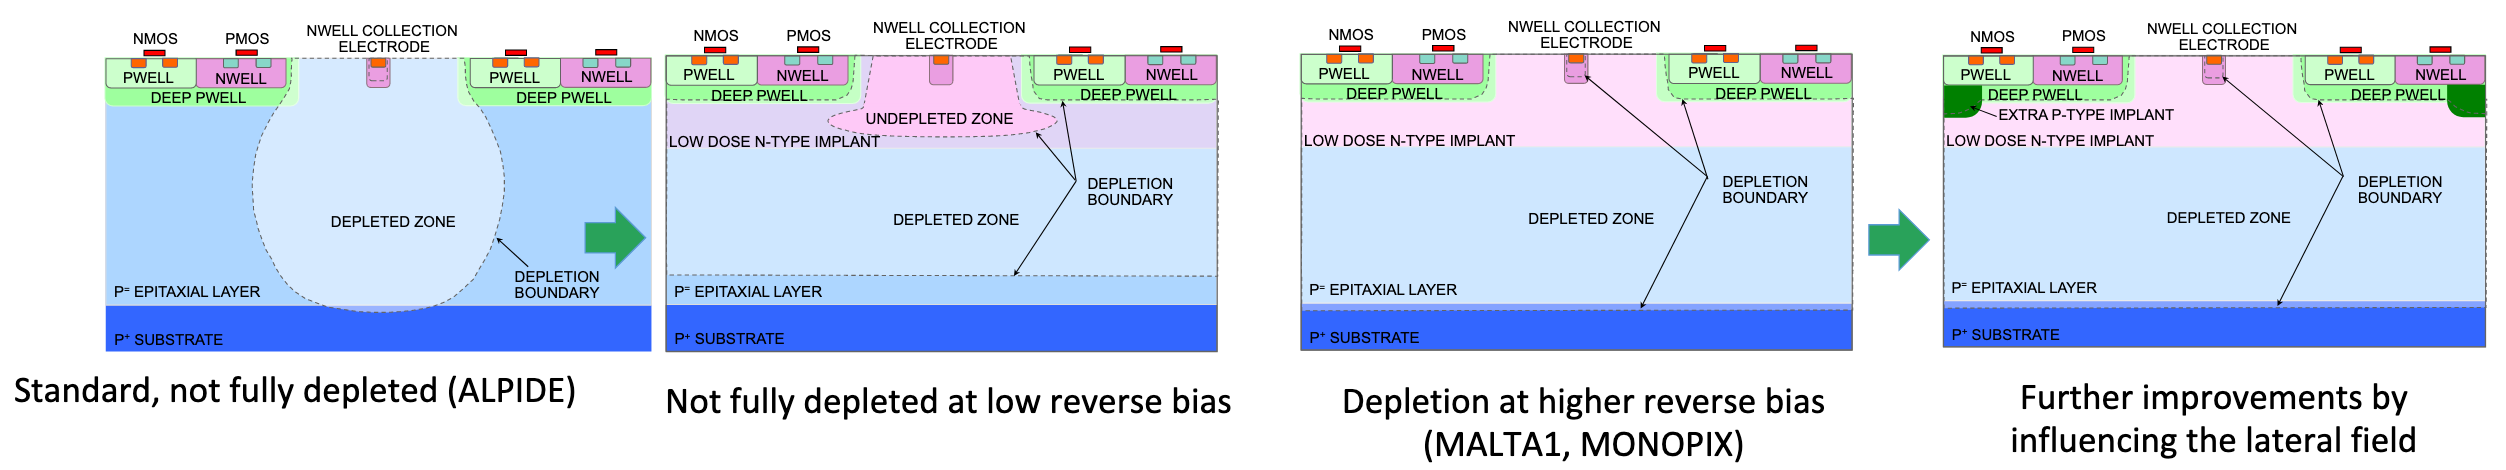 NMOS
PMOS
NWELL COLLECTION
ELECTRODE
PWELL
NWELL
PWELL
NWELL
DEEP PWELL
DEEP PWELL
DEPLETED ZONE
DEPLETION
BOUNDARY
P= EPITAXIAL LAYER
P+ SUBSTRATE
Standard, not fully depleted (ALPIDE)
NMOS
PMOS
NWELL COLLECTION
ELECTRODE
PWELL
NWELL
PWELL
NWELL
DEEP PWELL
DEEP PWELL
UNDEPLETED ZONE
LOW DOSE N-TYPE IMPLANT
DEPLETION
BOUNDARY
DEPLETED ZONE
P= EPITAXIAL LAYER
P+ SUBSTRATE
Not fully depleted at low reverse bias
NMOS
PMOS
NWELL COLLECTION
ELECTRODE
PWELL
NWELL
PWELL
NWELL
DEEP PWELL
DEEP PWELL
LOW DOSE N-TYPE IMPLANT
DEPLETION
BOUNDARY
DEPLETED ZONE
P= EPITAXIAL LAYER
P+ SUBSTRATE
Depletion at higher reverse bias
(MALTA1, MONOPIX)
NMOS
PMOS
NWELL COLLECTION
ELECTRODE
PWELL
NWELL
PWELL
NWELL
DEEP PWELL
DEEP PWELL
EXTRA P-TYPE IMPLANT
LOW DOSE N-TYPE IMPLANT
DEPLETION
BOUNDARY
DEPLETED ZONE
P= EPITAXIAL LAYER
P+ SUBSTRATE
Further improvements by
influencing the lateral field